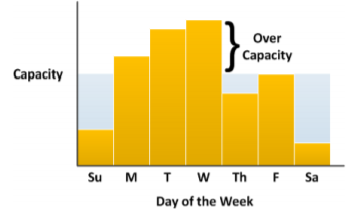 Over
Capacity
Capacity
Su M T W Th F Sa
Day of the Week